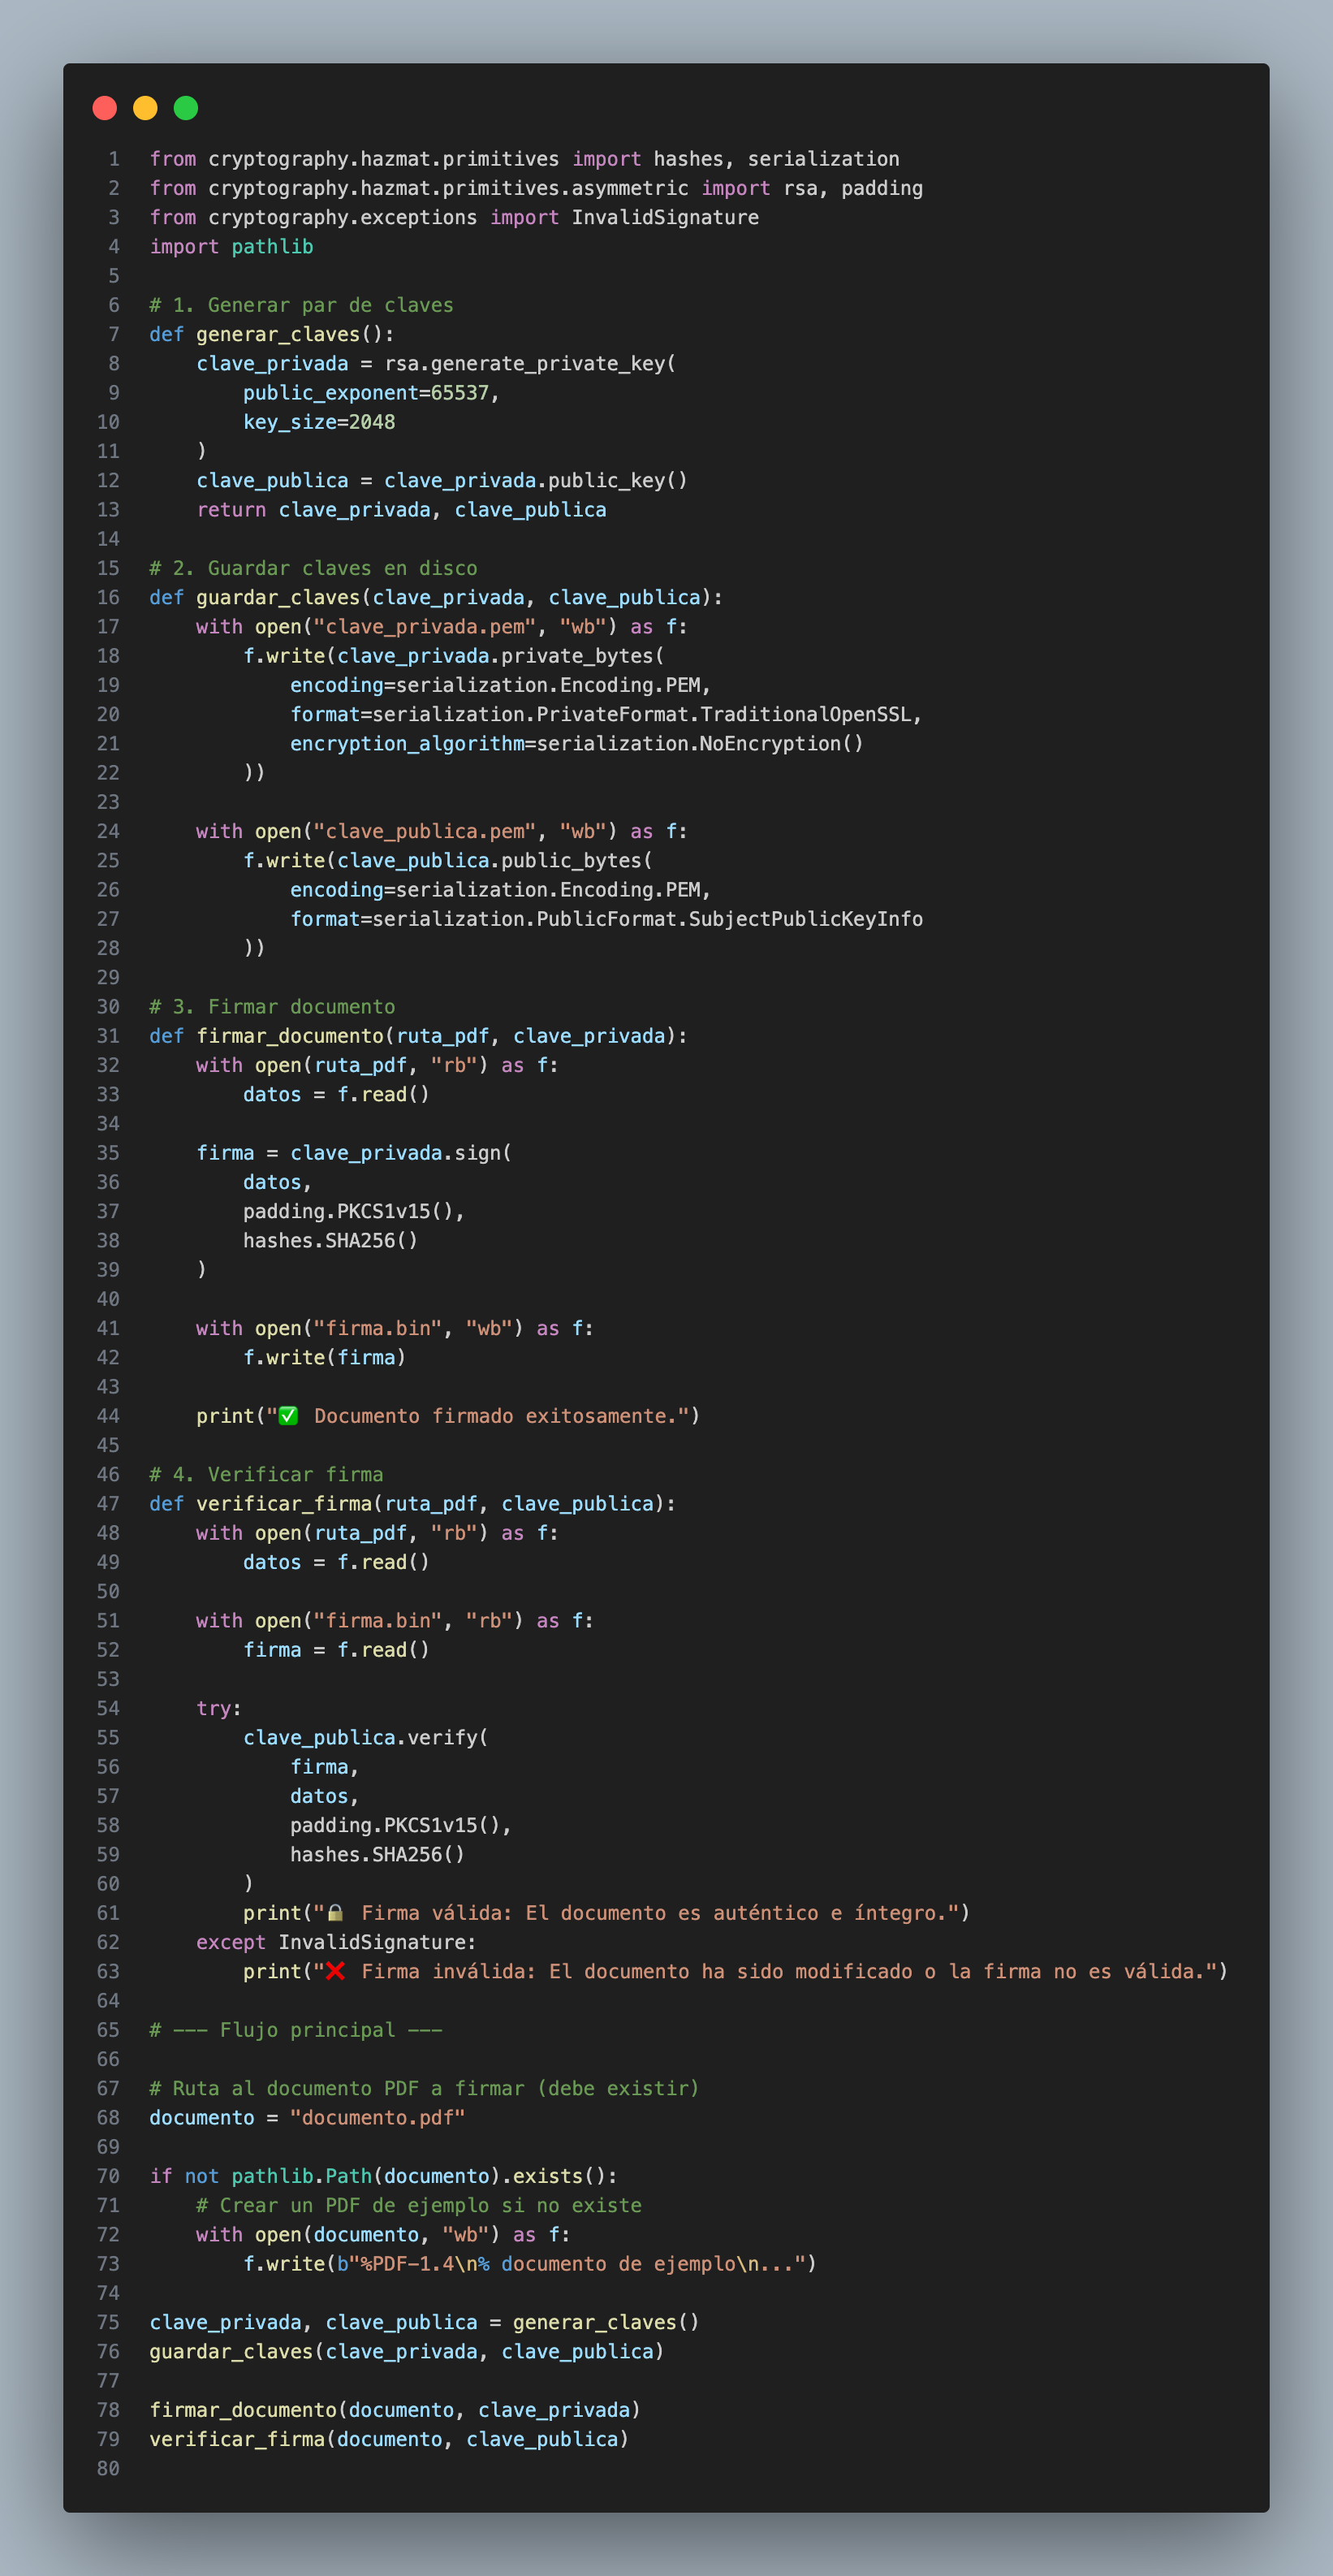 1 from cryptography.hazmat.primitives import hashes, serialization
2 from cryptography.hazmat.primitives.asymmetric import rsa, padding
3 from cryptography.exceptions import InvalidSignature
4 import pathlib
5
6 # 1. Generar par de claves
7 def generar_claves():
8     clave_privada = rsa.generate_private_key(
9         public_exponent=65537,
10         key_size=2048
11     )
12     clave_publica = clave_privada.public_key()
13     return clave_privada, clave_publica
14
15 # 2. Guardar claves en disco
16 def guardar_claves(clave_privada, clave_publica):
17     with open("clave_privada.pem", "wb") as f:
18         f.write(clave_privada.private_bytes(
19             encoding=serialization.Encoding.PEM,
20             format=serialization.PrivateFormat.TraditionalOpenSSL,
21             encryption_algorithm=serialization.NoEncryption()
22         ))
23
24     with open("clave_publica.pem", "wb") as f:
25         f.write(clave_publica.public_bytes(
26             encoding=serialization.Encoding.PEM,
27             format=serialization.PublicFormat.SubjectPublicKeyInfo
28         ))
29
30 # 3. Firmar documento
31 def firmar_documento(ruta_pdf, clave_privada):
32     with open(ruta_pdf, "rb") as f:
33         datos = f.read()
34
35     firma = clave_privada.sign(
36         datos,
37         padding.PKCS1v15(),
38         hashes.SHA256()
39     )
40
41     with open("firma.bin", "wb") as f:
42         f.write(firma)
43
44     print("✅ Documento firmado exitosamente.")
45
46 # 4. Verificar firma
47 def verificar_firma(ruta_pdf, clave_publica):
48     with open(ruta_pdf, "rb") as f:
49         datos = f.read()
50
51     with open("firma.bin", "rb") as f:
52         firma = f.read()
53
54     try:
55         clave_publica.verify(
56             firma,
57             datos,
58             padding.PKCS1v15(),
59             hashes.SHA256()
60         )
61         print("🔒 Firma válida: El documento es auténtico e íntegro.")
62     except InvalidSignature:
63         print("❌ Firma inválida: El documento ha sido modificado o la firma no es válida.")
64
65 # --- Flujo principal ---
66
67 # Ruta al documento PDF a firmar (debe existir)
68 documento = "documento.pdf"
69
70 if not pathlib.Path(documento).exists():
71     # Crear un PDF de ejemplo si no existe
72     with open(documento, "wb") as f:
73         f.write(b"%PDF-1.4\n% documento de ejemplo\n...")
74
75 clave_privada, clave_publica = generar_claves()
76 guardar_claves(clave_privada, clave_publica)
77
78 firmar_documento(documento, clave_privada)
79 verificar_firma(documento, clave_publica)
80